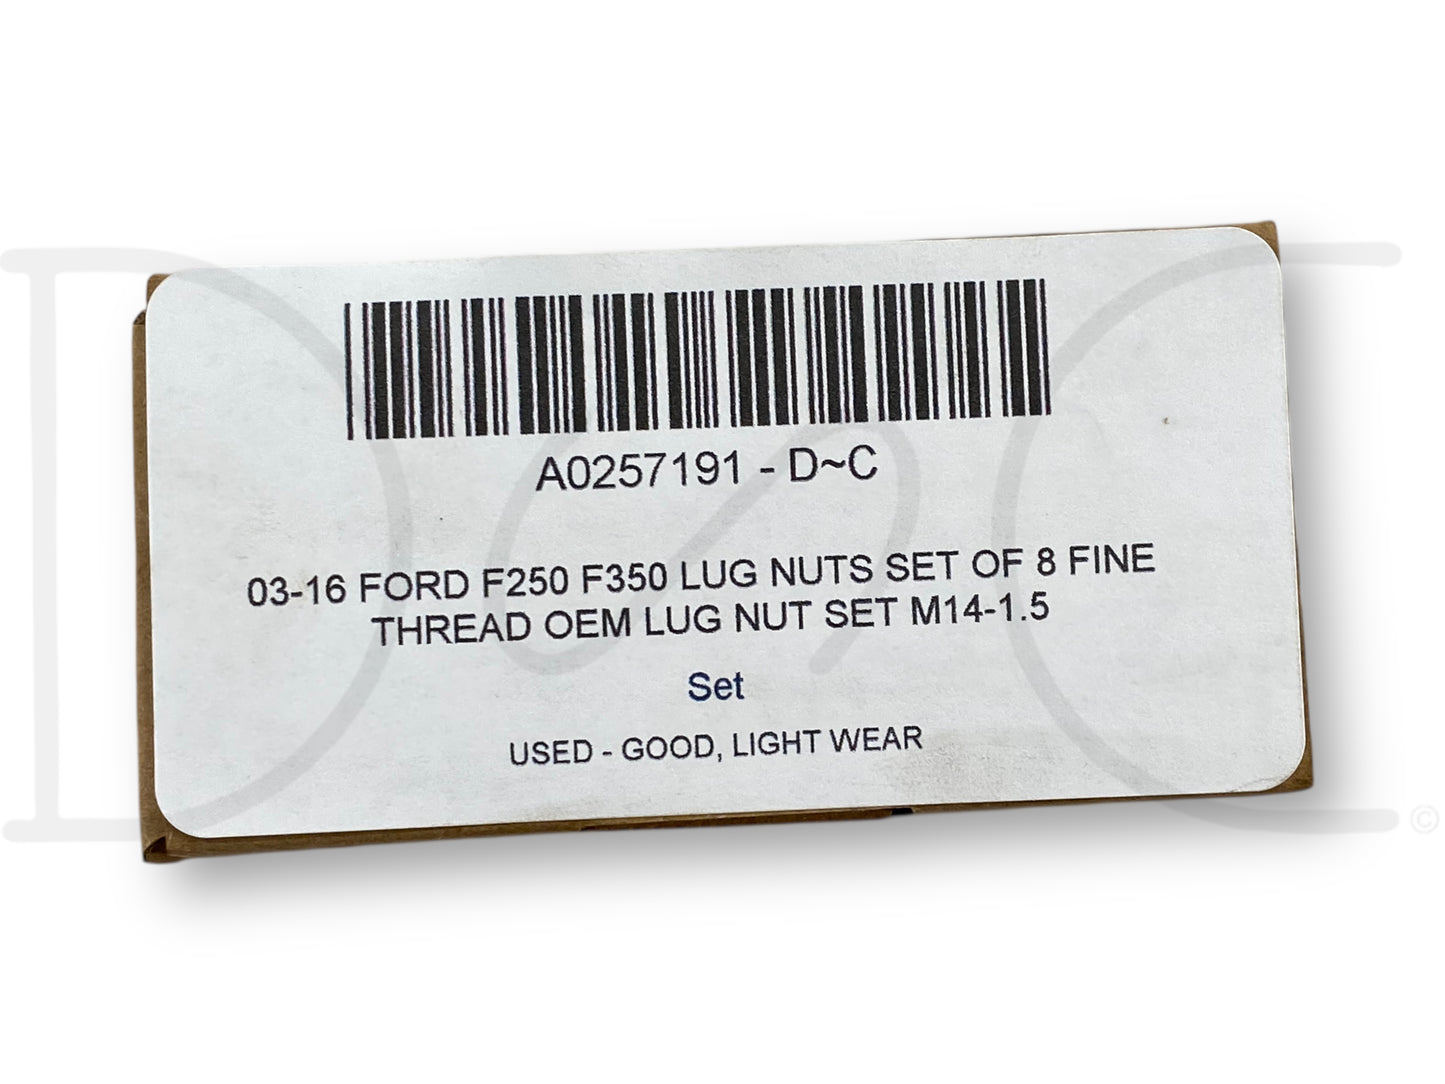 A0257191 - D~C
03-16 FORD F250 F350 LUG NUTS SET OF 8 FINE
THREAD OEM LUG NUT SET M14-1.5
Set
USED - GOOD, LIGHT WEAR
D C
©